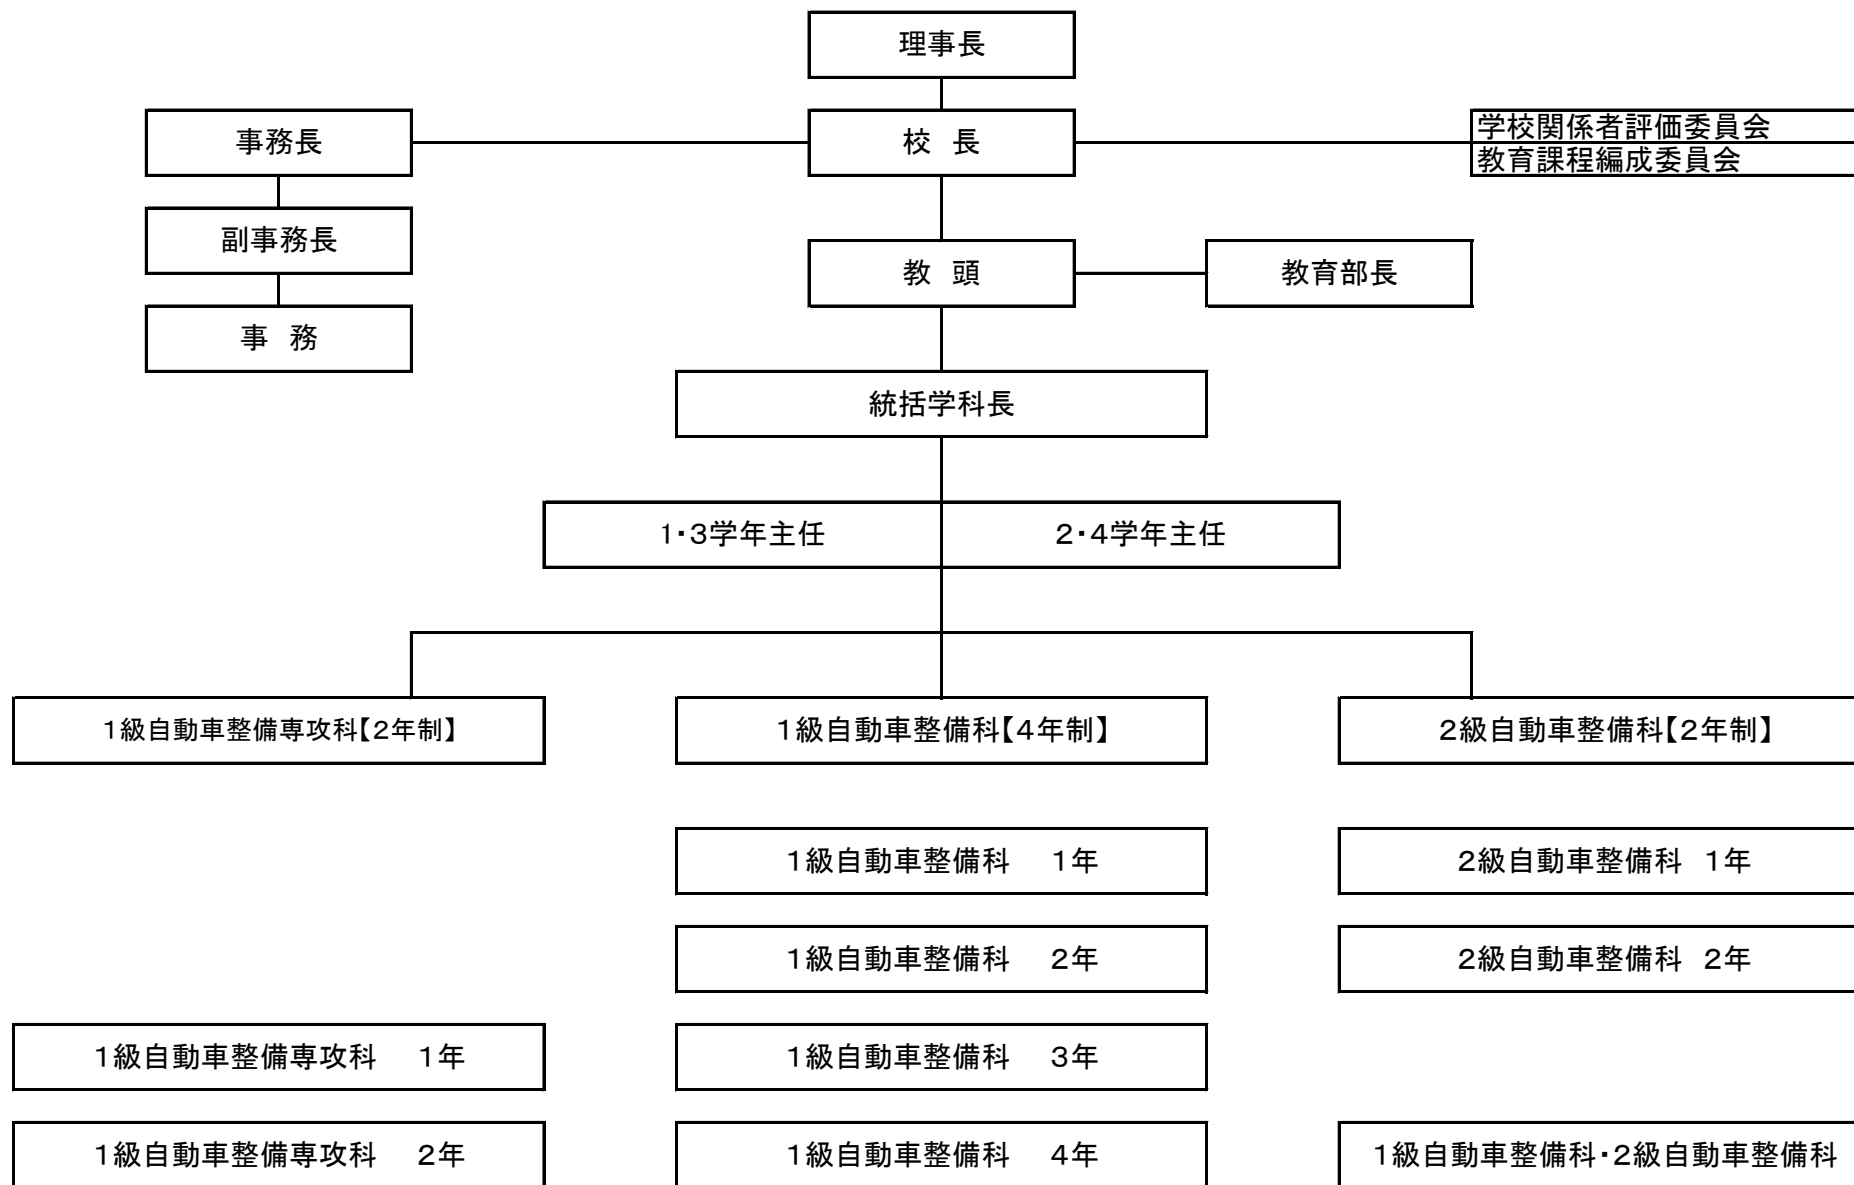 理事長
事務長
校 長
学校関係者評価委員会
教育課程編成委員会
副事務長
教 頭
教育部長
事 務
統括学科長
1・3学年主任
2・4学年主任
1級自動車整備専攻科【2年制】
1級自動車整備科【4年制】
2級自動車整備科【2年制】
1級自動車整備科 1年
2級自動車整備科 1年
1級自動車整備科 2年
2級自動車整備科 2年
1級自動車整備専攻科 1年
1級自動車整備科 3年
1級自動車整備専攻科 2年
1級自動車整備科 4年
1級自動車整備科・2級自動車整備科